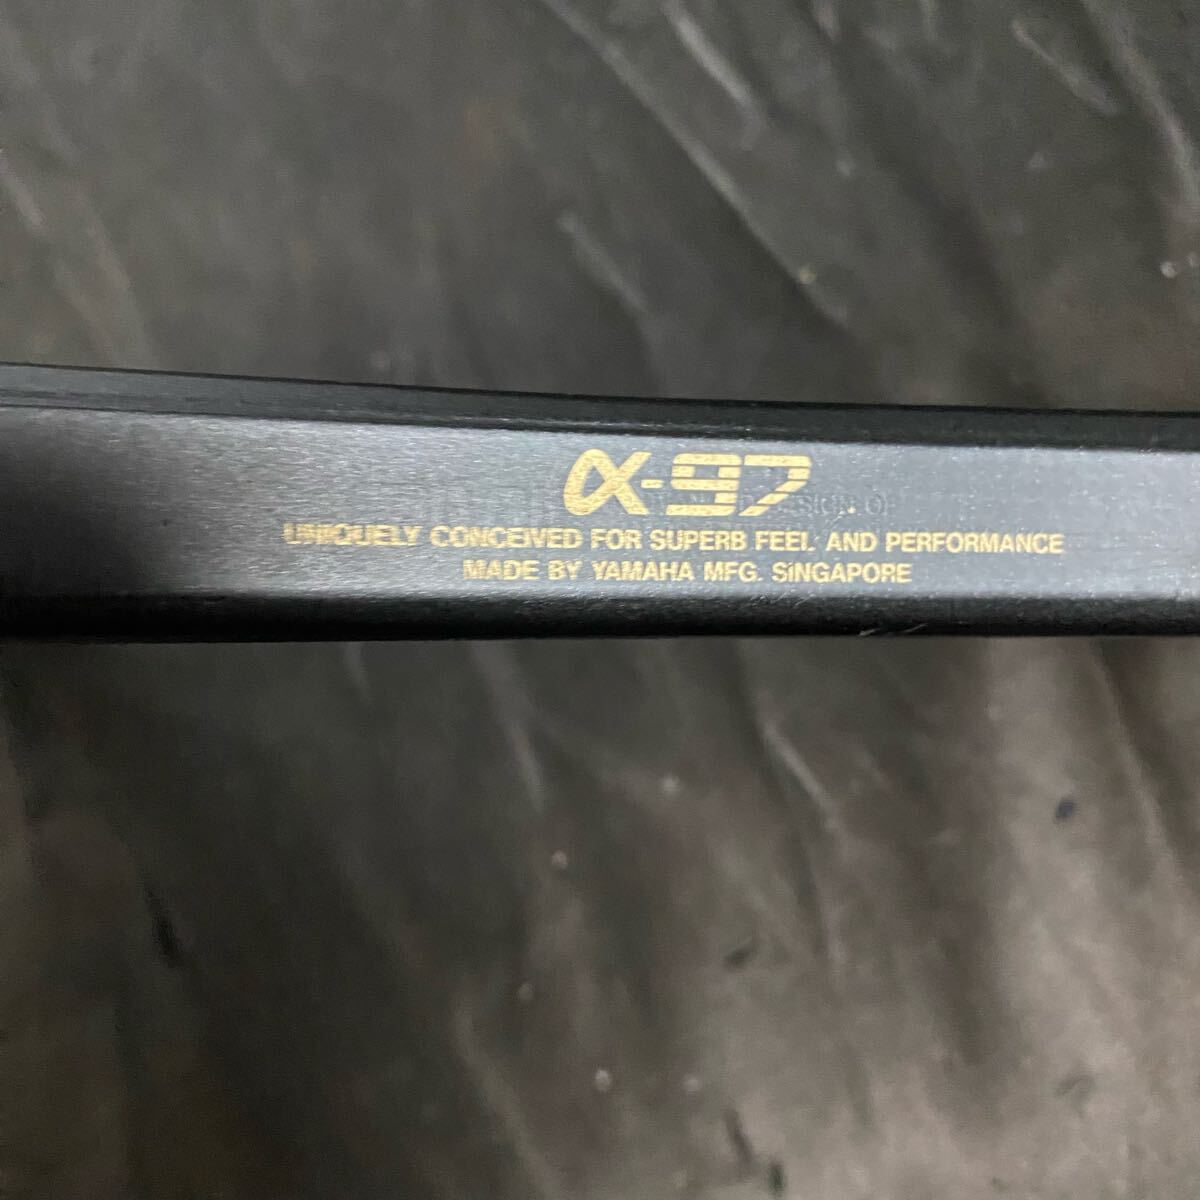 α-97
UNIQUELY CONCEIVED FOR SUPERB FEEL AND PERFORMANCE
MADE BY YAMAHA MFG. SINGAPORE